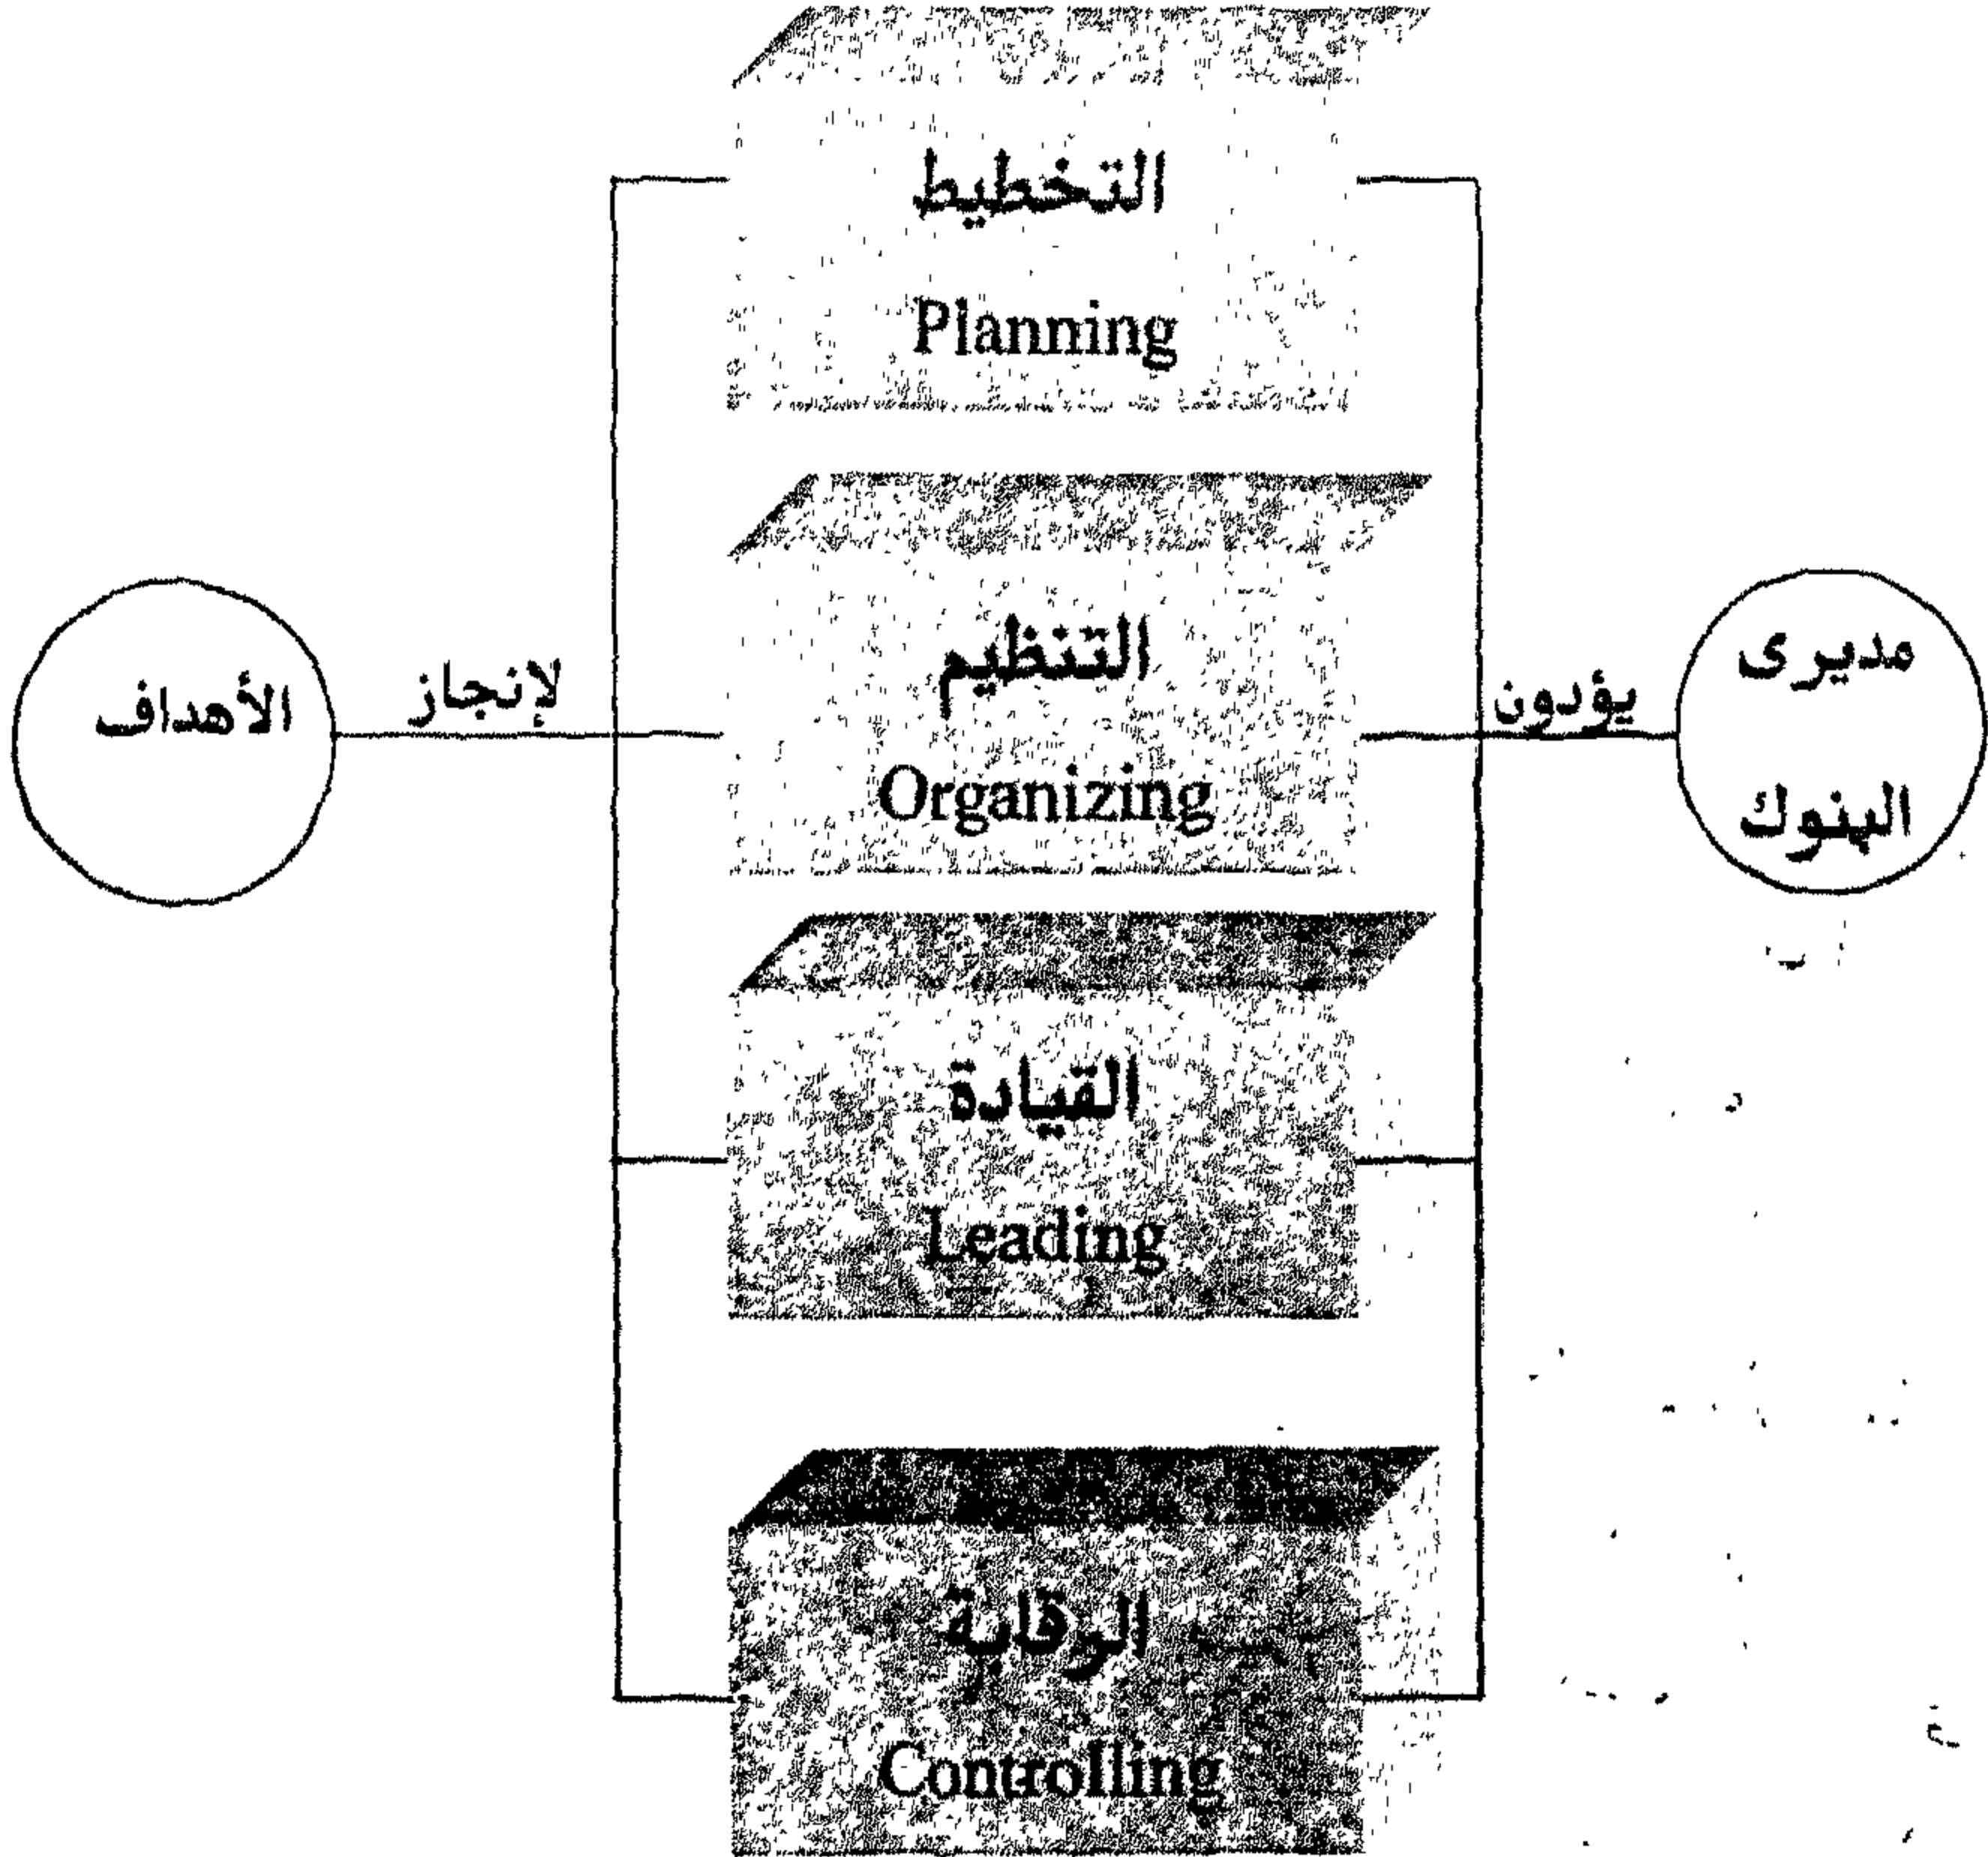 التخطيط
Planning
مديرى
البنوك
يؤدون
التنظيم
Organizing
لإنجاز
الأهداف
القيادة
Leading
الرقابة
Controlling